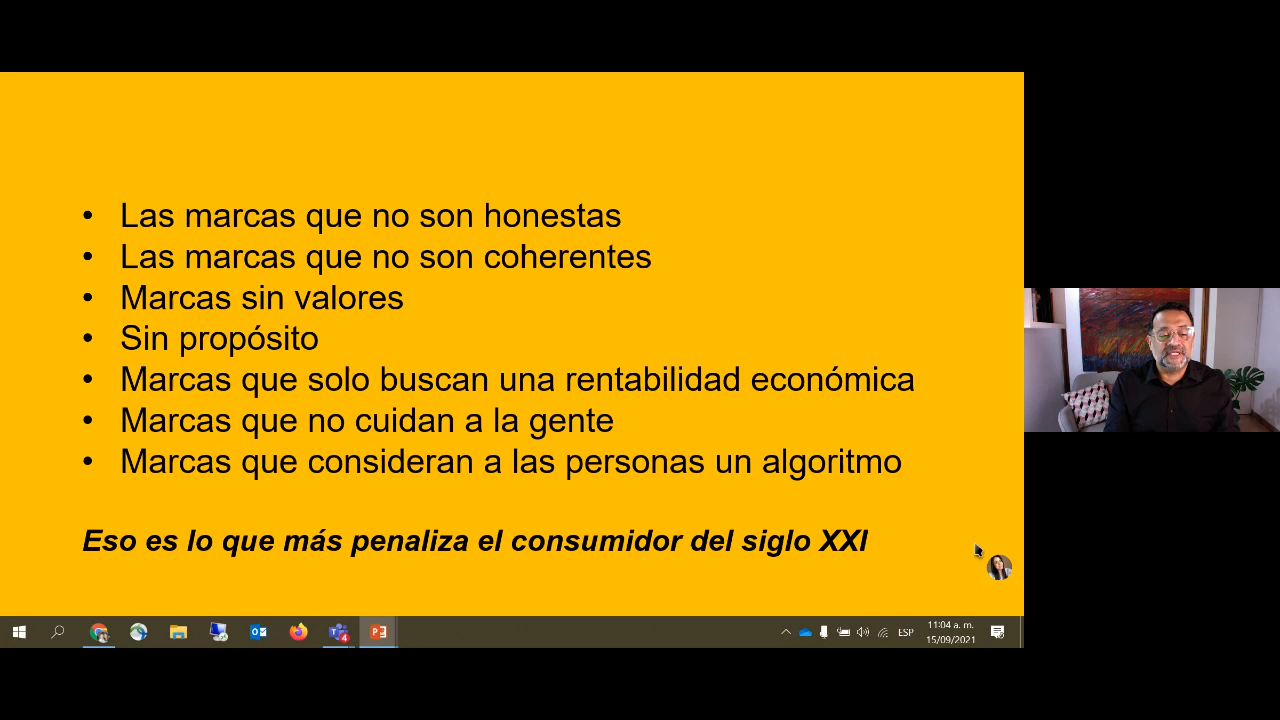 • Las marcas que no son honestas
• Las marcas que no son coherentes
• Marcas sin valores
• Sin propósito
• Marcas que solo buscan una rentabilidad económica
• Marcas que no cuidan a la gente
• Marcas que consideran a las personas un algoritmo
Eso es lo que más penaliza el consumidor del siglo XXI
4
ESP
11:04 a. m.
15/09/2021